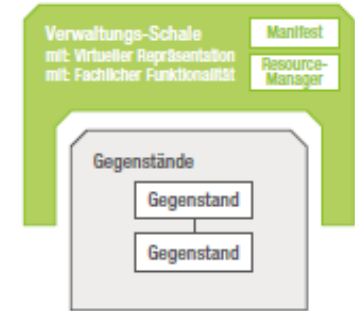 Verwaltungs-Schale
mit: Virtueller Repräsentation
mit: Fachlicher Funktionalität
Manifest
Resource-
Manager
Gegenstände
Gegenstand
Gegenstand